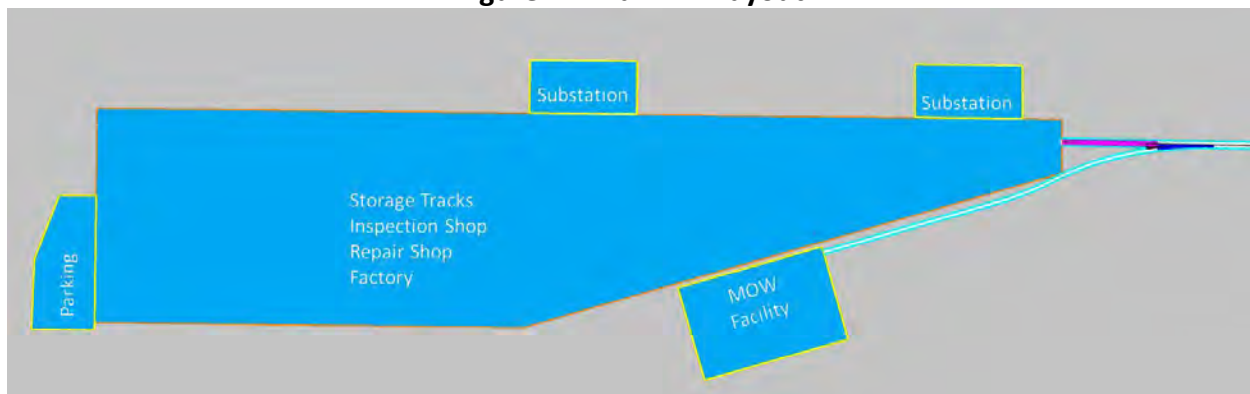 Substation
Substation
Storage Tracks
Inspection Shop
Repair Shop
Factory
Parking
MOW
Facility